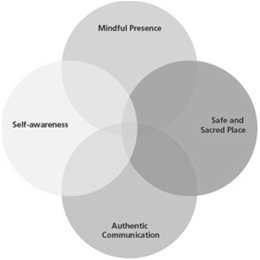 Mindful Presence
Self-awareness
Safe and
Sacred Place
Authentic
Communication